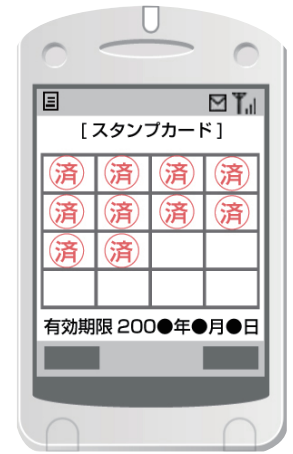 [スタンプカード]
済 済 済 済
済 済 済 済
済 済
有効期限 200●年●月●日